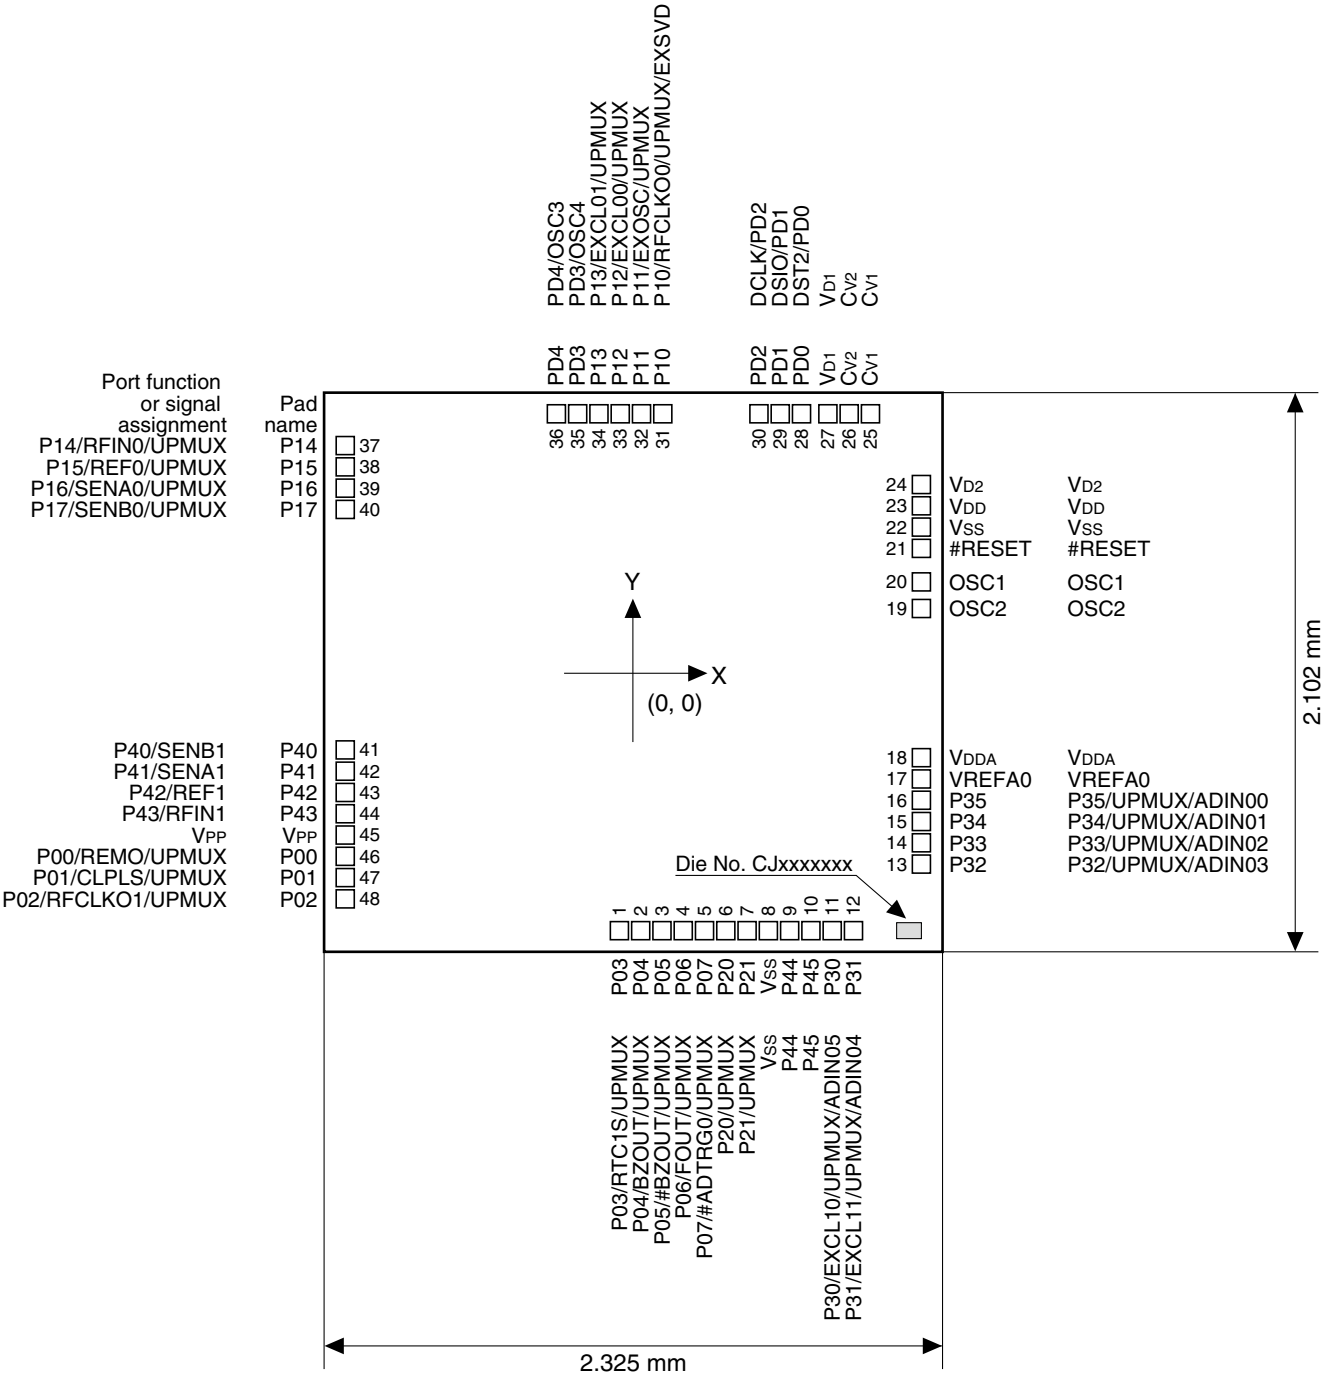 PD4/OSC3
PD3/OSC4
P13/EXCL01/UPMUX
P12/EXCL00/UPMUX
P11/EXOSC/UPMUX
P10/RFCLKO0/UPMUX/EXSVD
DCLK/PD2
DSIO/PD1
DST2/PD0
VD1
CV2
CV1
PD4
PD3
P13
P12
P11
P10
PD2
PD1
PD0
VD1
CV2
CV1
36
35
34
33
32
31
30
29
28
27
26
25
Port function
or signal
assignment
Pad
name
P14/RFIN0/UPMUX P14 37
P15/REF0/UPMUX P15 38
P16/SENA0/UPMUX P16 39
P17/SENB0/UPMUX P17 40
24 VD2 VD2
23 VDD VDD
22 VSS VSS
21 #RESET #RESET
20 OSC1 OSC1
19 OSC2 OSC2
Y
X
(0, 0)
2.102 mm
P40/SENB1 P40 41
P41/SENA1 P41 42
P42/REF1 P42 43
P43/RFIN1 P43 44
VPP VPP 45
P00/REMO/UPMUX P00 46
P01/CLPLS/UPMUX P01 47
P02/RFCLKO1/UPMUX P02 48
18 VDDA VDDA
17 VREFA0 VREFA0
16 P35 P35/UPMUX/ADIN00
15 P34 P34/UPMUX/ADIN01
14 P33 P33/UPMUX/ADIN02
13 P32 P32/UPMUX/ADIN03
Die No. CJxxxxxxx
1
2
3
4
5
6
7
8
9
10
11
12
P03
P04
P05
P06
P07
P20
P21
VSS
P44
P45
P30
P31
P03/RTC1S/UPMUX
P04/BZOUT/UPMUX
P05/#BZOUT/UPMUX
P06/FOUT/UPMUX
P07/#ADTRG0/UPMUX
P20/UPMUX
P21/UPMUX
VSS
P44
P45
P30/EXCL10/UPMUX/ADIN05
P31/EXCL11/UPMUX/ADIN04
2.325 mm